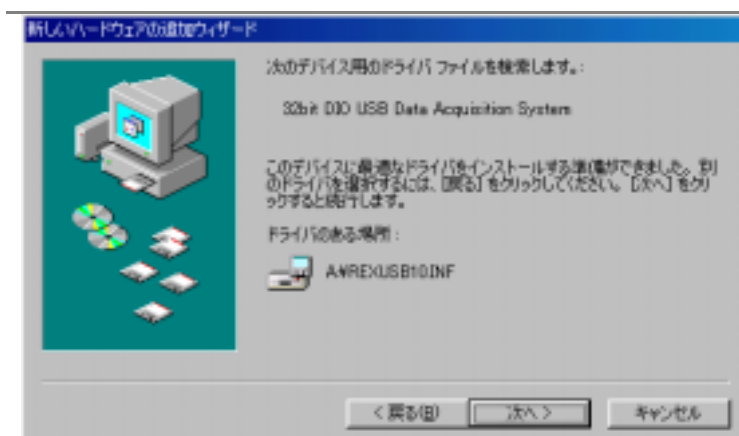 新しいハードウェアの追加ウィザード
次のデバイス用のドライバ ファイルを検索します。:
32bit DIO USB Data Acquisition System
このデバイスに最適なドライバをインストールする準備ができました。別
のドライバを選択するには、[戻る] をクリックしてください。[次へ] をクリ
ックすると続行します。
ドライバのある場所 :
A:¥REXUSB10.INF
< 戻る(B)
次へ >
キャンセル